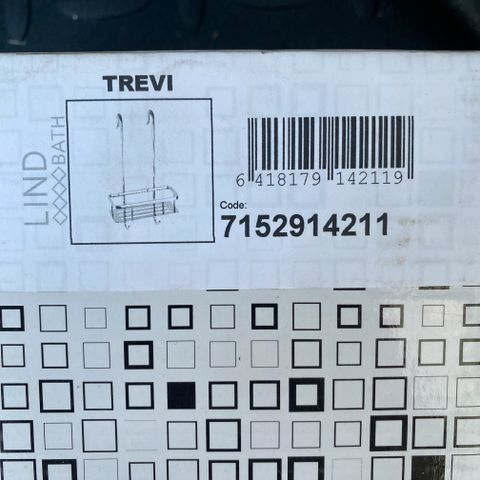 TREVI
LIND
BATH
6 418179 142119
Code:
7152914211